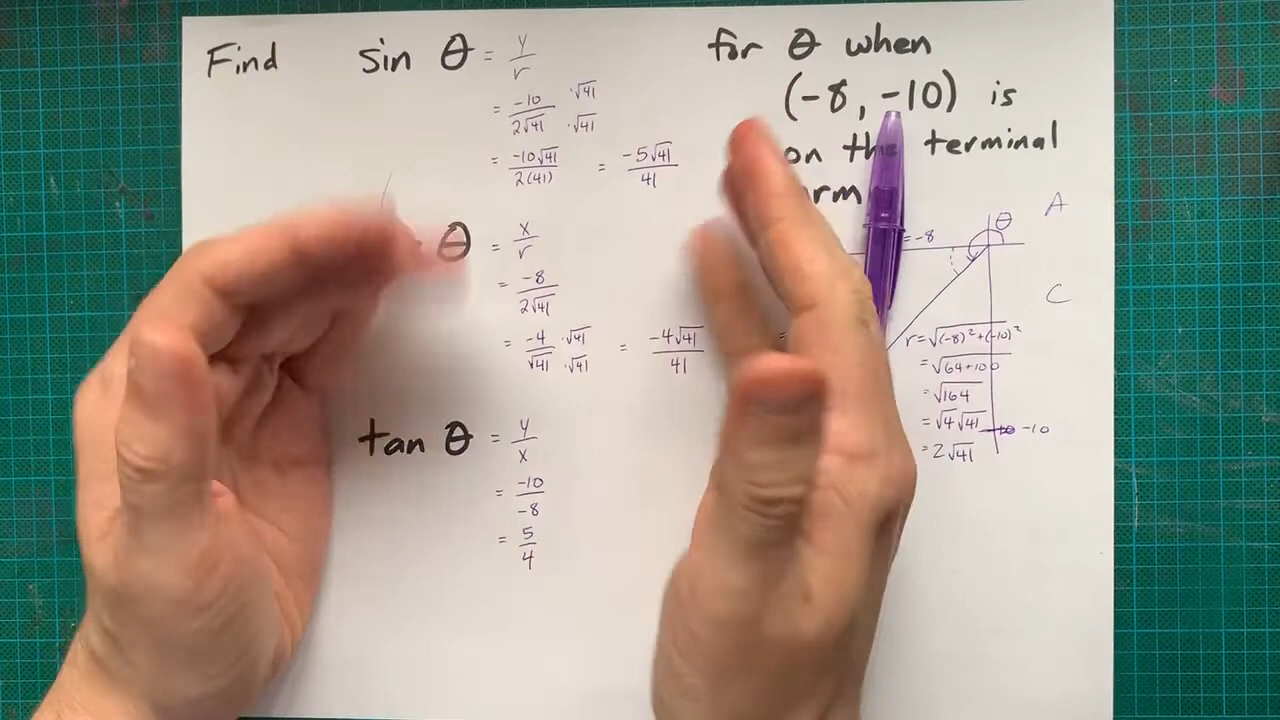 Find sin θ = y/r for θ when
= -10/2√41 ·√41/·√41 (-8, -10) is
= -10√41/2(41) = -5√41/41 on the terminal
arm
θ = x/r
= -8/2√41
= -4/√41 ·√41/·√41 = -4√41/41 =
tan θ = y/x
= -10/-8
= 5/4
θ A
= -8
C
r = √(-8)²+(-10)²
= √64+100
= √164
= √4√41
-10
= 2√41